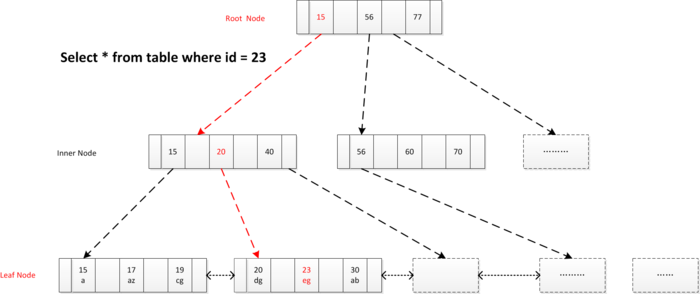 Root Node 15 56 77
Select * from table where id = 23
Inner Node 15 20 40 56 60 70 .........
Leaf Node 15 17 19 20 23 30 ......... ......
a az cg dg eg ab